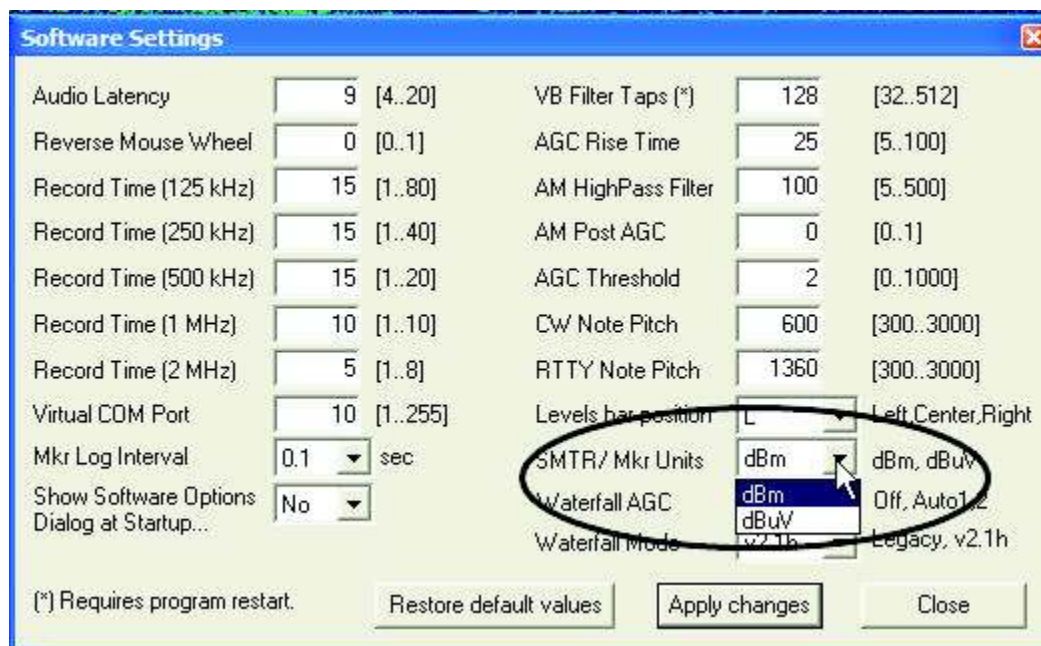 Software Settings
Audio Latency 9 [4..20] VB Filter Taps (*) 128 [32..512]
Reverse Mouse Wheel 0 [0..1] AGC Rise Time 25 [5..100]
Record Time (125 kHz) 15 [1..80] AM HighPass Filter 100 [5..500]
Record Time (250 kHz) 15 [1..40] AM Post AGC 0 [0..1]
Record Time (500 kHz) 15 [1..20] AGC Threshold 2 [0..1000]
Record Time (1 MHz) 10 [1..10] CW Note Pitch 600 [300..3000]
Record Time (2 MHz) 5 [1..8] RTTY Note Pitch 1360 [300..3000]
Virtual COM Port 10 [1..255] Levels bar position L Left,Center,Right
Mkr Log Interval 0.1 sec SMTR/ Mkr Units dBm dBm, dBuV
Show Software Options
Dialog at Startup... No Waterfall AGC dBm Off, Auto1,2
dBuV
Waterfall Mode v2.1h Legacy, v2.1h
(*) Requires program restart. Restore default values Apply changes Close